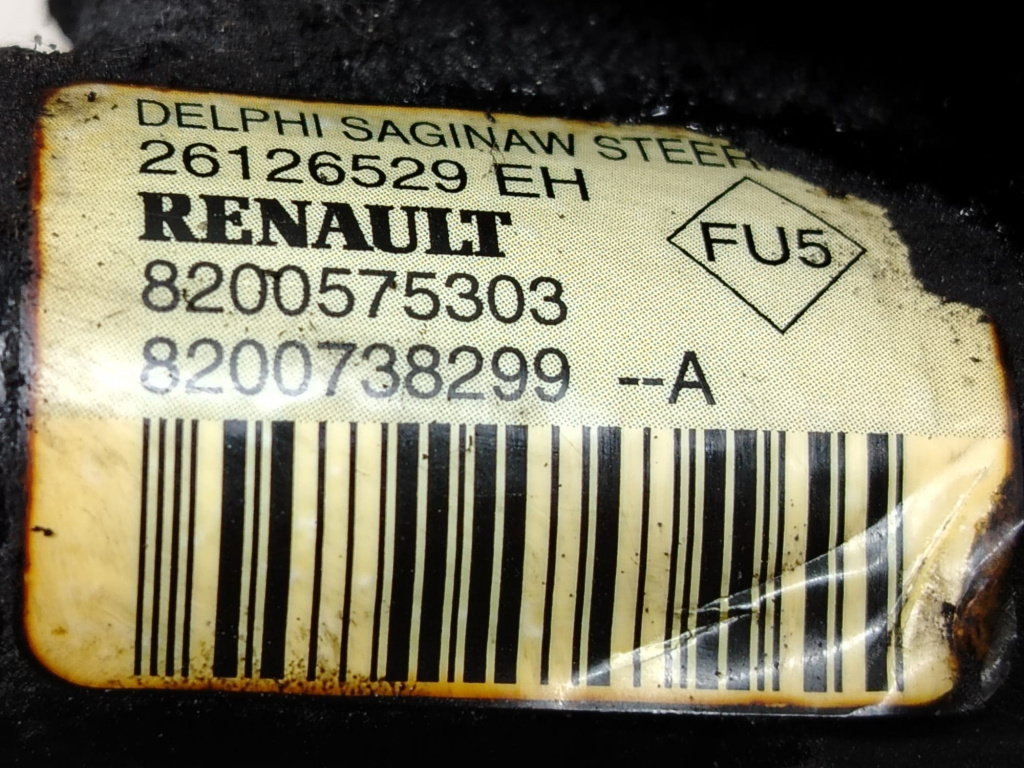 DELPHI SAGINAW STEER
26126529 EH
RENAULT
FU5
8200575303
8200738299 --A